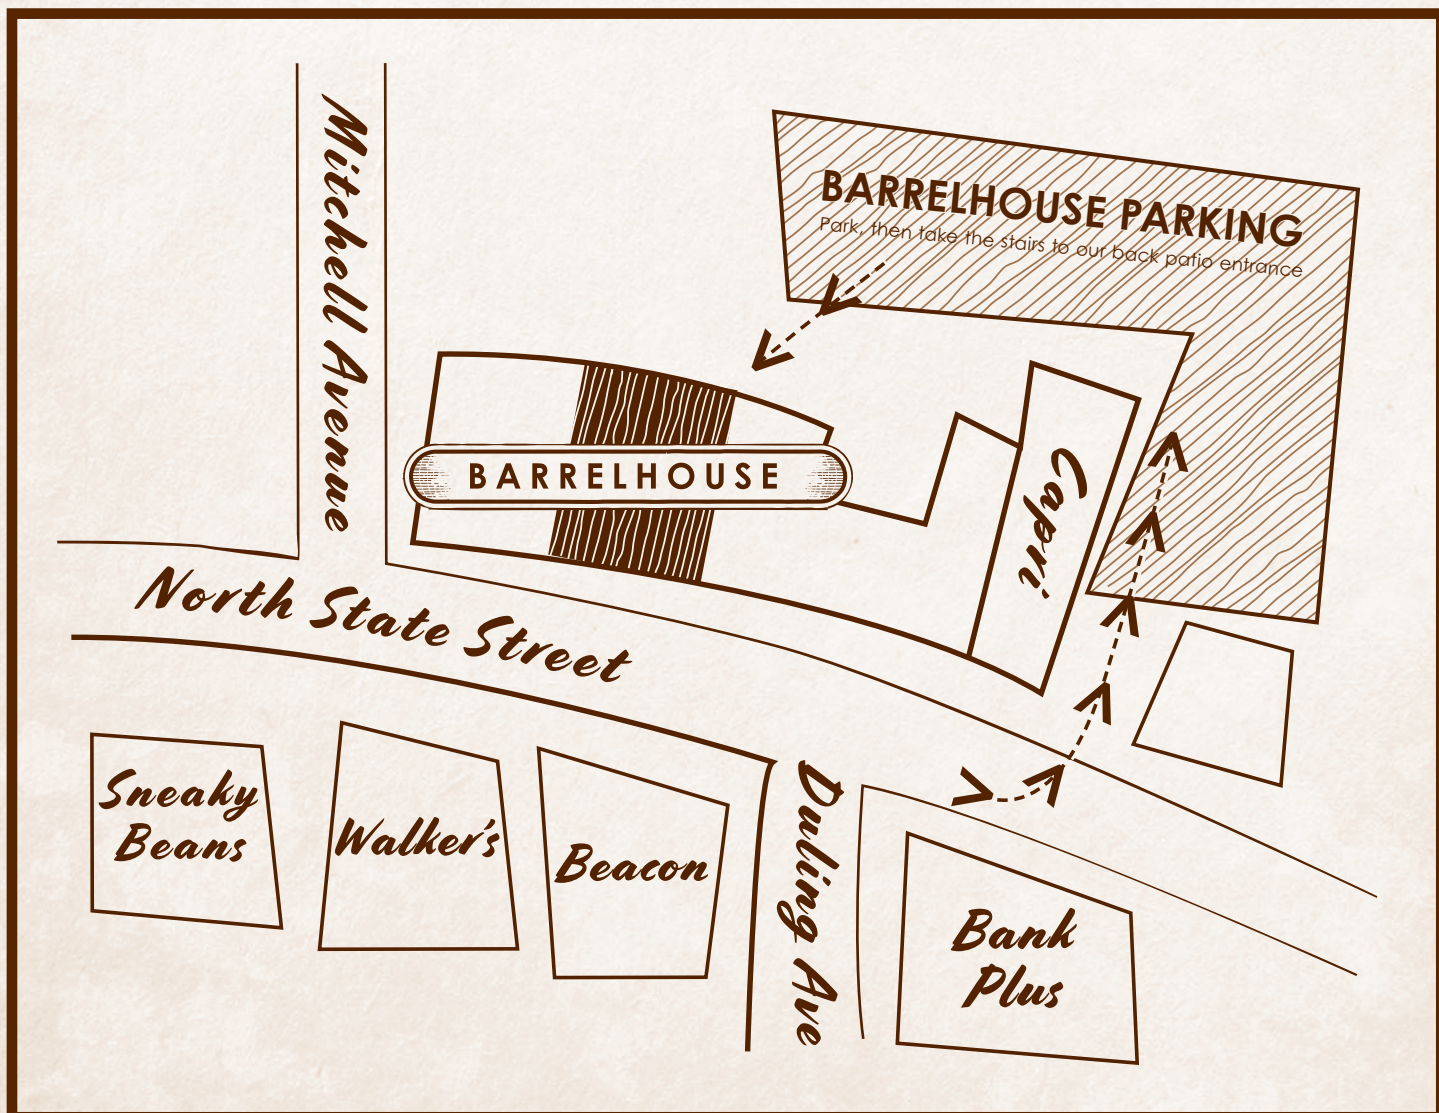 Mitchell Avenue
BARRELHOUSE PARKING
Park, then take the stairs to our back patio entrance
BARRELHOUSE
Capri
North State Street
Sneaky
Beans
Walker's
Beacon
Duling Ave
Bank
Plus